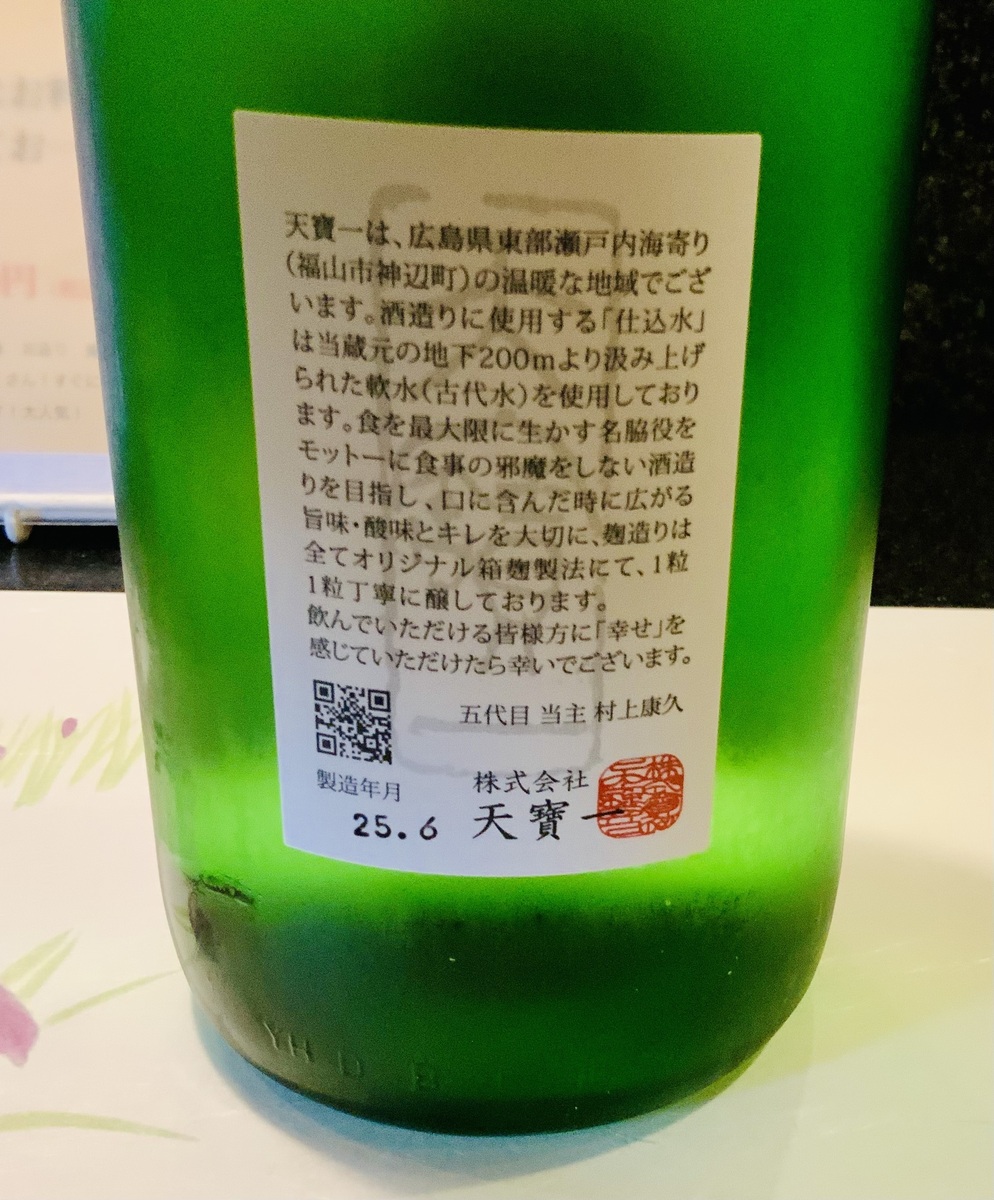 天寶一は、広島県東部瀬戸内海寄り
(福山市神辺町)の温暖な地域でござ
います。酒造りに使用する「仕込水」
は当蔵元の地下200mより汲み上げ
られた軟水(古代水)を使用しており
ます。食を最大限に生かす名脇役を
モットーに食事の邪魔をしない酒造
りを目指し、口に含んだ時に広がる
旨味・酸味とキレを大切に、麹造りは
全てオリジナル箱麹製法にて、1粒
1粒丁寧に醸しております。
飲んでいただける皆様方に「幸せ」を
感じていただけたら幸いでございます。
五代目 当主 村上康久
製造年月
25.6
株式会社
天寶一
円
YH